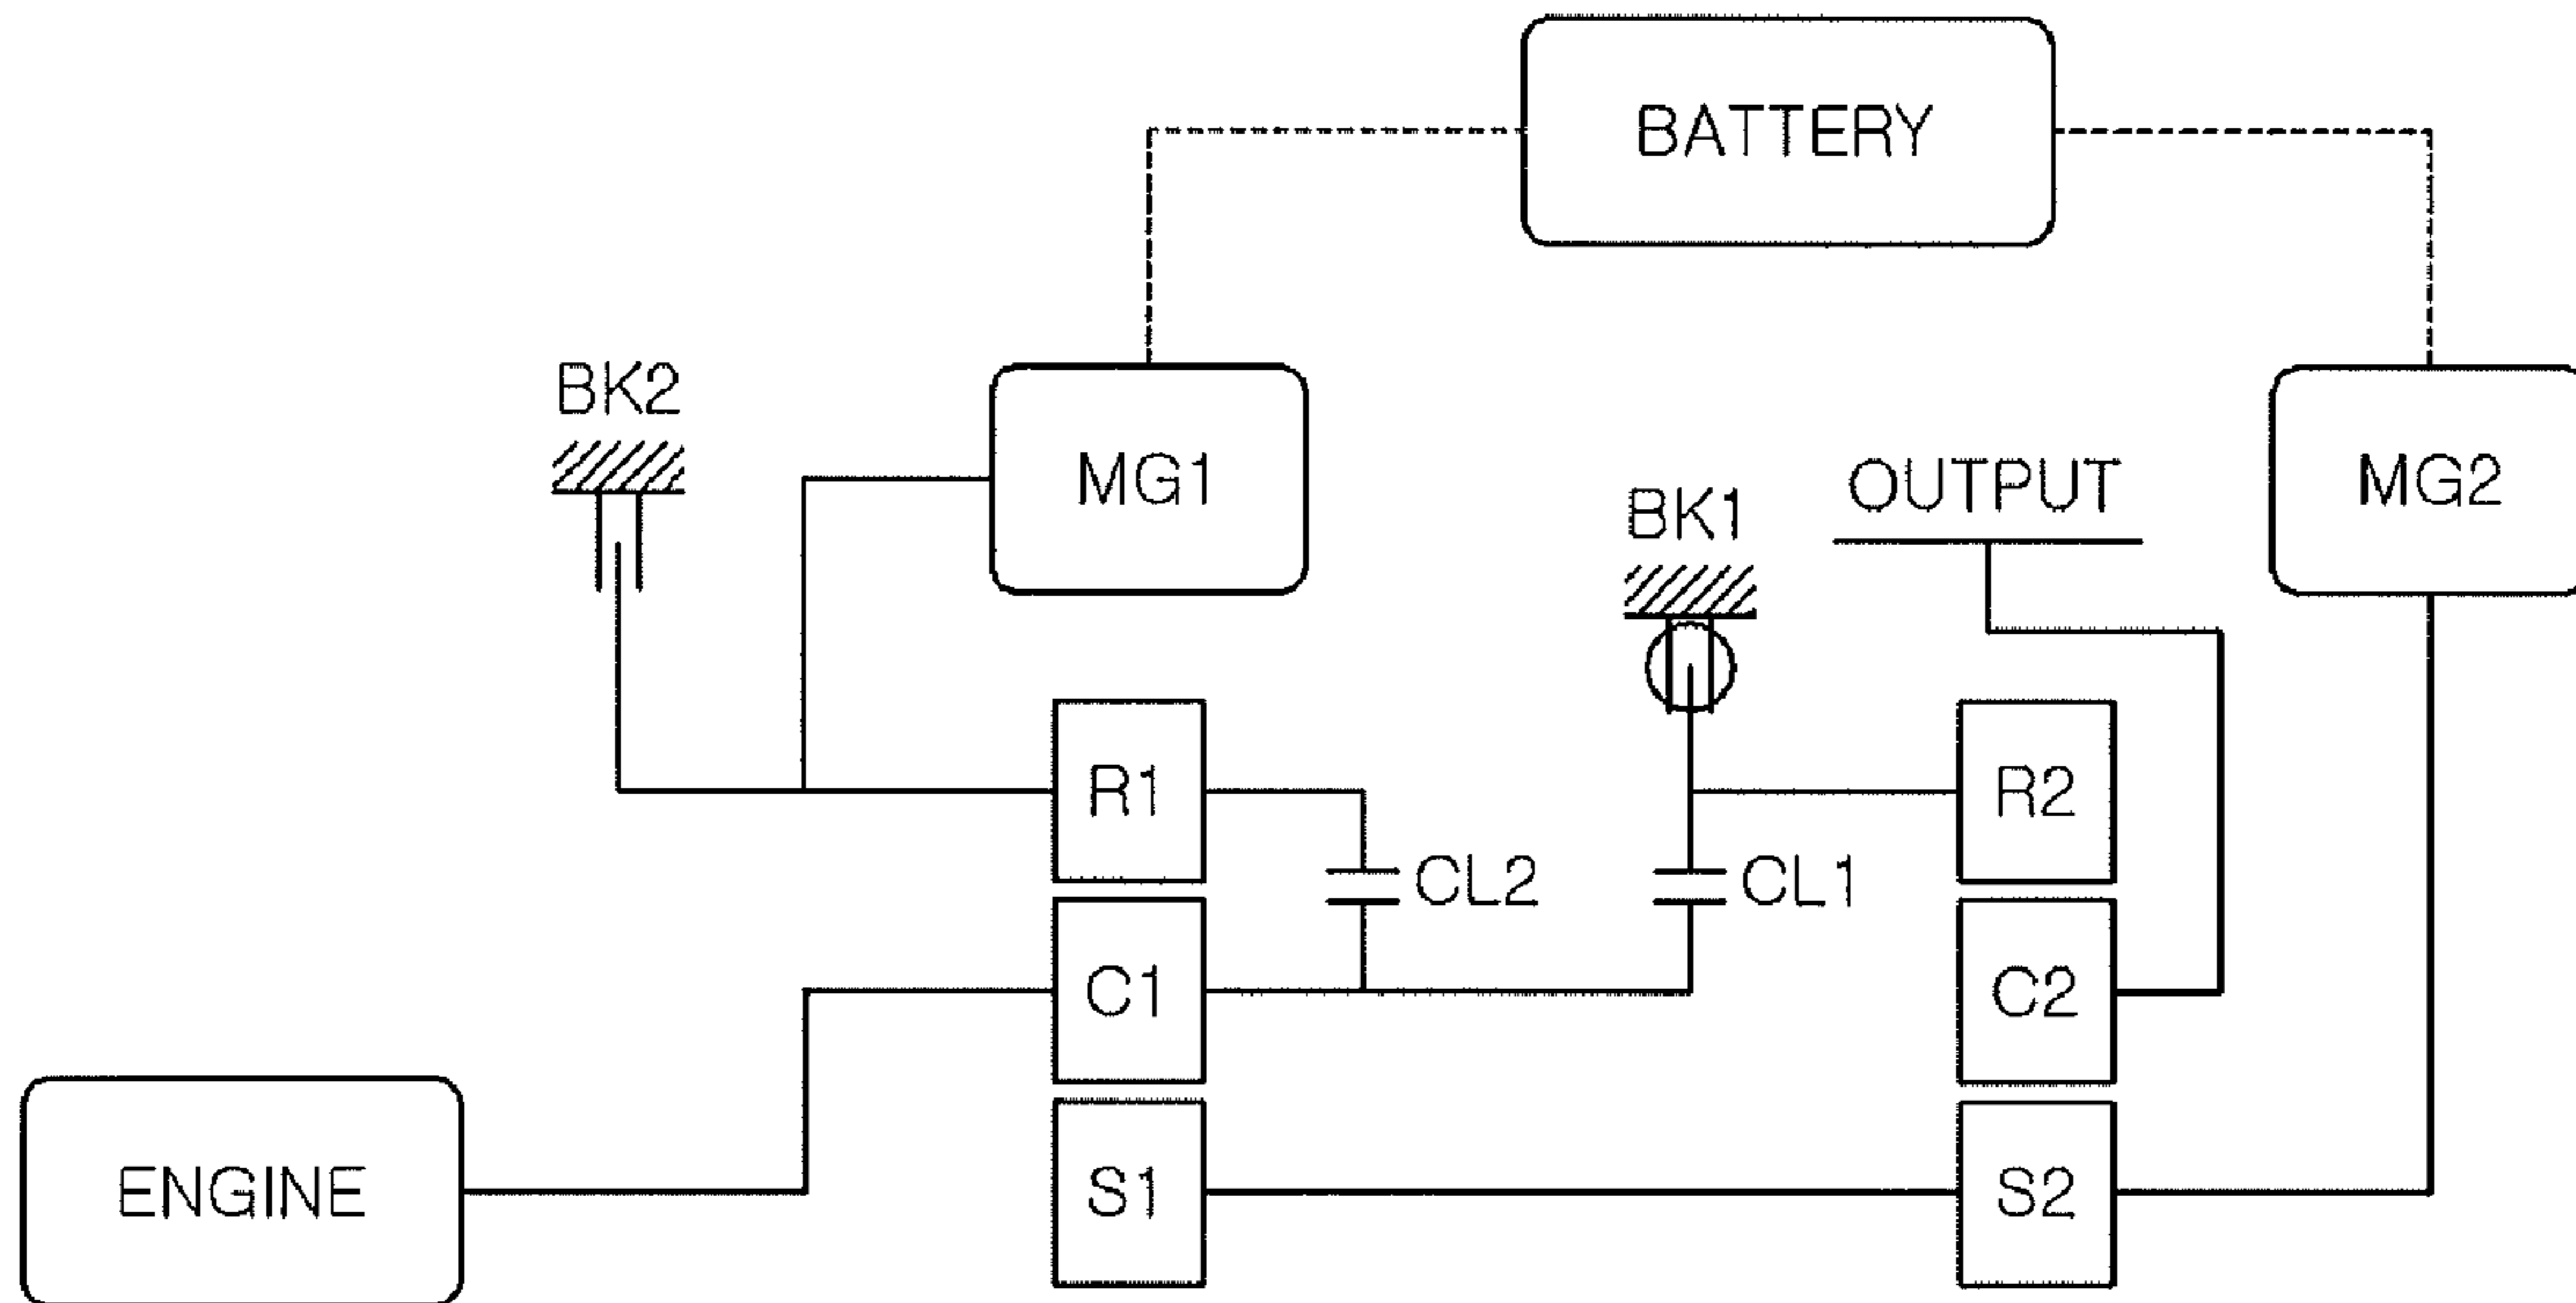 BATTERY
BK2
MG1
BK1
OUTPUT
MG2
R1
R2
CL2
CL1
C1
C2
ENGINE
S1
S2